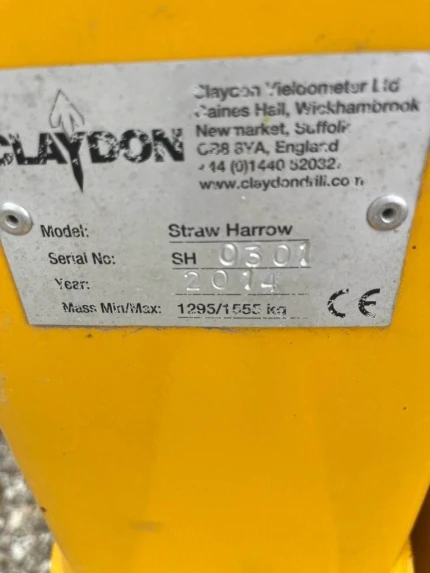 CLAYDON
Claydon Yieldometer Ltd
Gaines Hall, Wickhambrook
Newmarket, Suffolk
CB8 8YA, England
+44 (0)1440 820327
www.claydondrill.com
Model: Straw Harrow
Serial No: SH 0301
Year: 2014
Mass Min/Max: 1295/1555 kg
CE